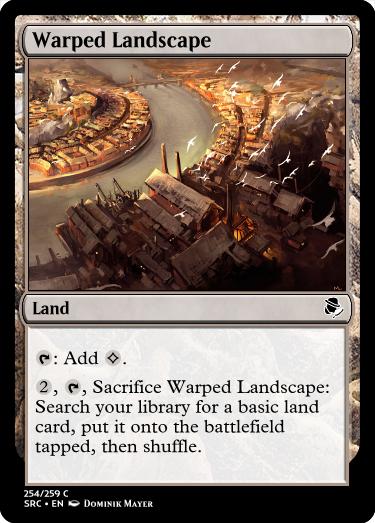 Warped Landscape
Land
: Add .
2, , Sacrifice Warped Landscape:
Search your library for a basic land
card, put it onto the battlefield
tapped, then shuffle.
254/259 C
SRC • EN Dominik Mayer